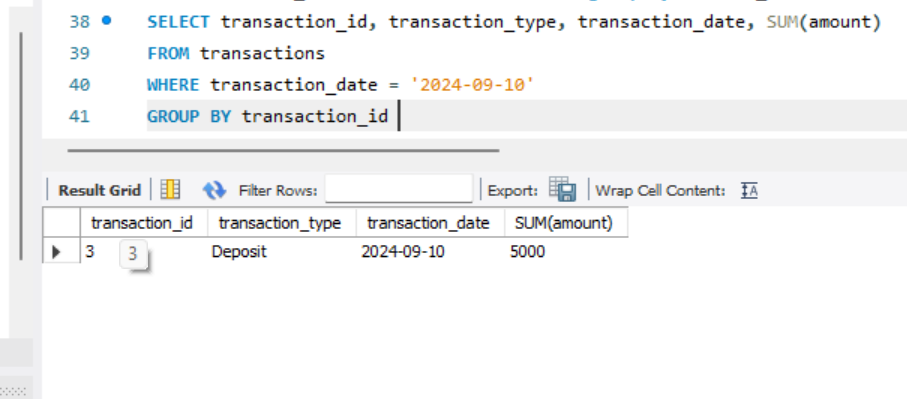 38 SELECT transaction_id, transaction_type, transaction_date, SUM(amount)
39 FROM transactions
40 WHERE transaction_date = '2024-09-10'
41 GROUP BY transaction_id
Result Grid Filter Rows: Export: Wrap Cell Content:
transaction_id transaction_type transaction_date SUM(amount)
3 3 Deposit 2024-09-10 5000